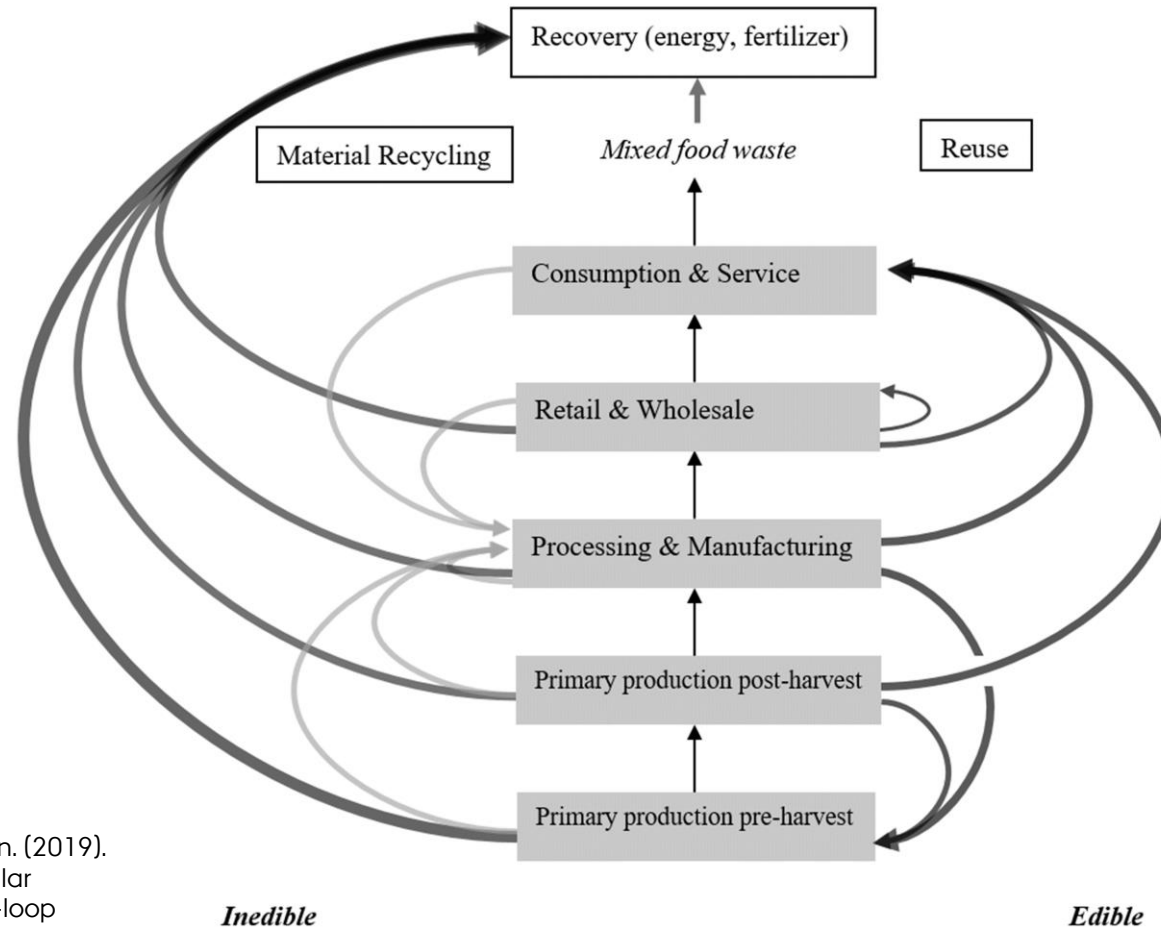 Recovery (energy, fertilizer)
Material Recycling
Mixed food waste
Reuse
Consumption & Service
Retail & Wholesale
Processing & Manufacturing
Primary production post-harvest
Primary production pre-harvest
n. (2019).
lar
-loop
Inedible
Edible